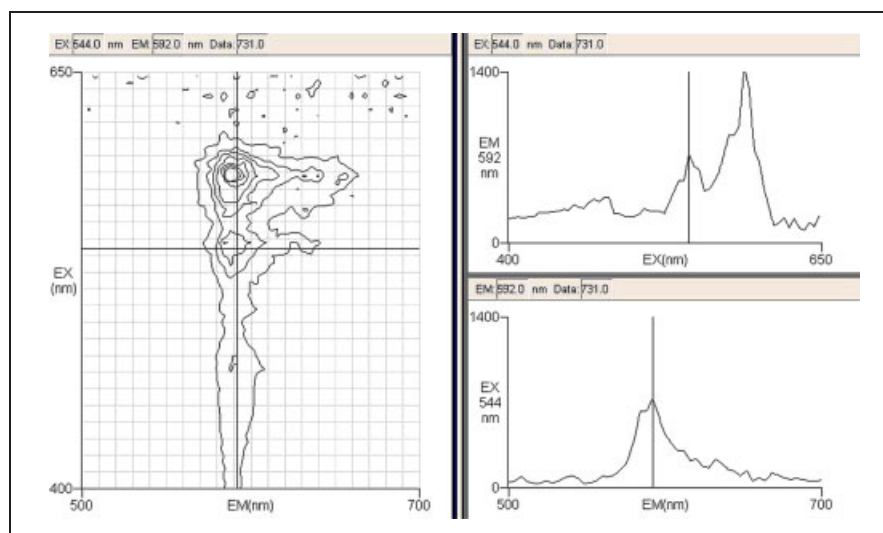 EX: 544.0 nm EM: 592.0 nm Data: 731.0
650
EX
(nm)
400
500
EM(nm)
700
EX: 544.0 nm Data: 731.0
1400
EM
592
nm
0
400
EX(nm)
650
EM: 592.0 nm Data: 731.0
1400
EX
544
nm
0
500
EM(nm)
700